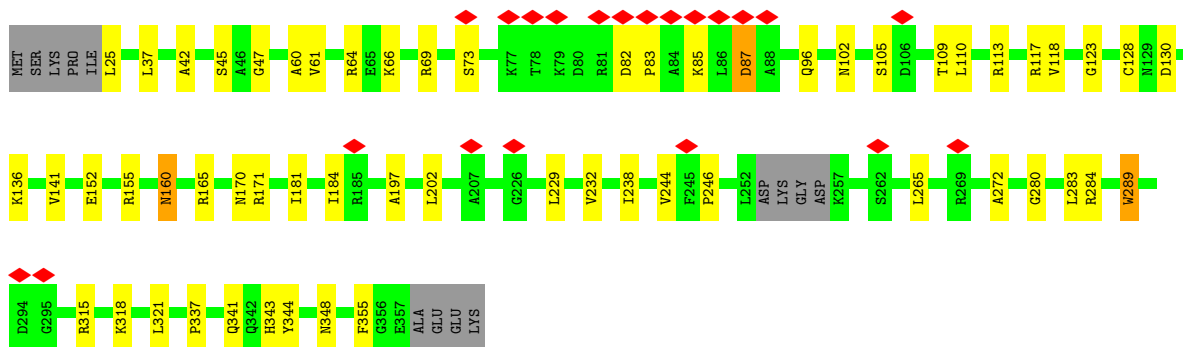 MET SER LYS PRO ILE L25 L37 A42 S45 A46 G47 A60 V61 R64 E65 K66 R69 S73 K77 T78 K79 D80 R81 D82 P83 A84 K85 L86 D87 A88 Q96 N102 S105 D106 T109 L110 R113 R117 V118 G123 C128 N129 D130
K136 V141 E152 R155 N160 R165 N170 R171 I181 I184 R185 A197 L202 A207 G226 L229 V232 I238 V244 F245 P246 L252 ASP LYS GLY ASP K257 S262 L265 R269 A272 G280 L283 R284 W289
D294 G295 R315 K318 L321 P337 Q341 Q342 H343 Y344 N348 F355 G356 E357 ALA GLU GLU LYS